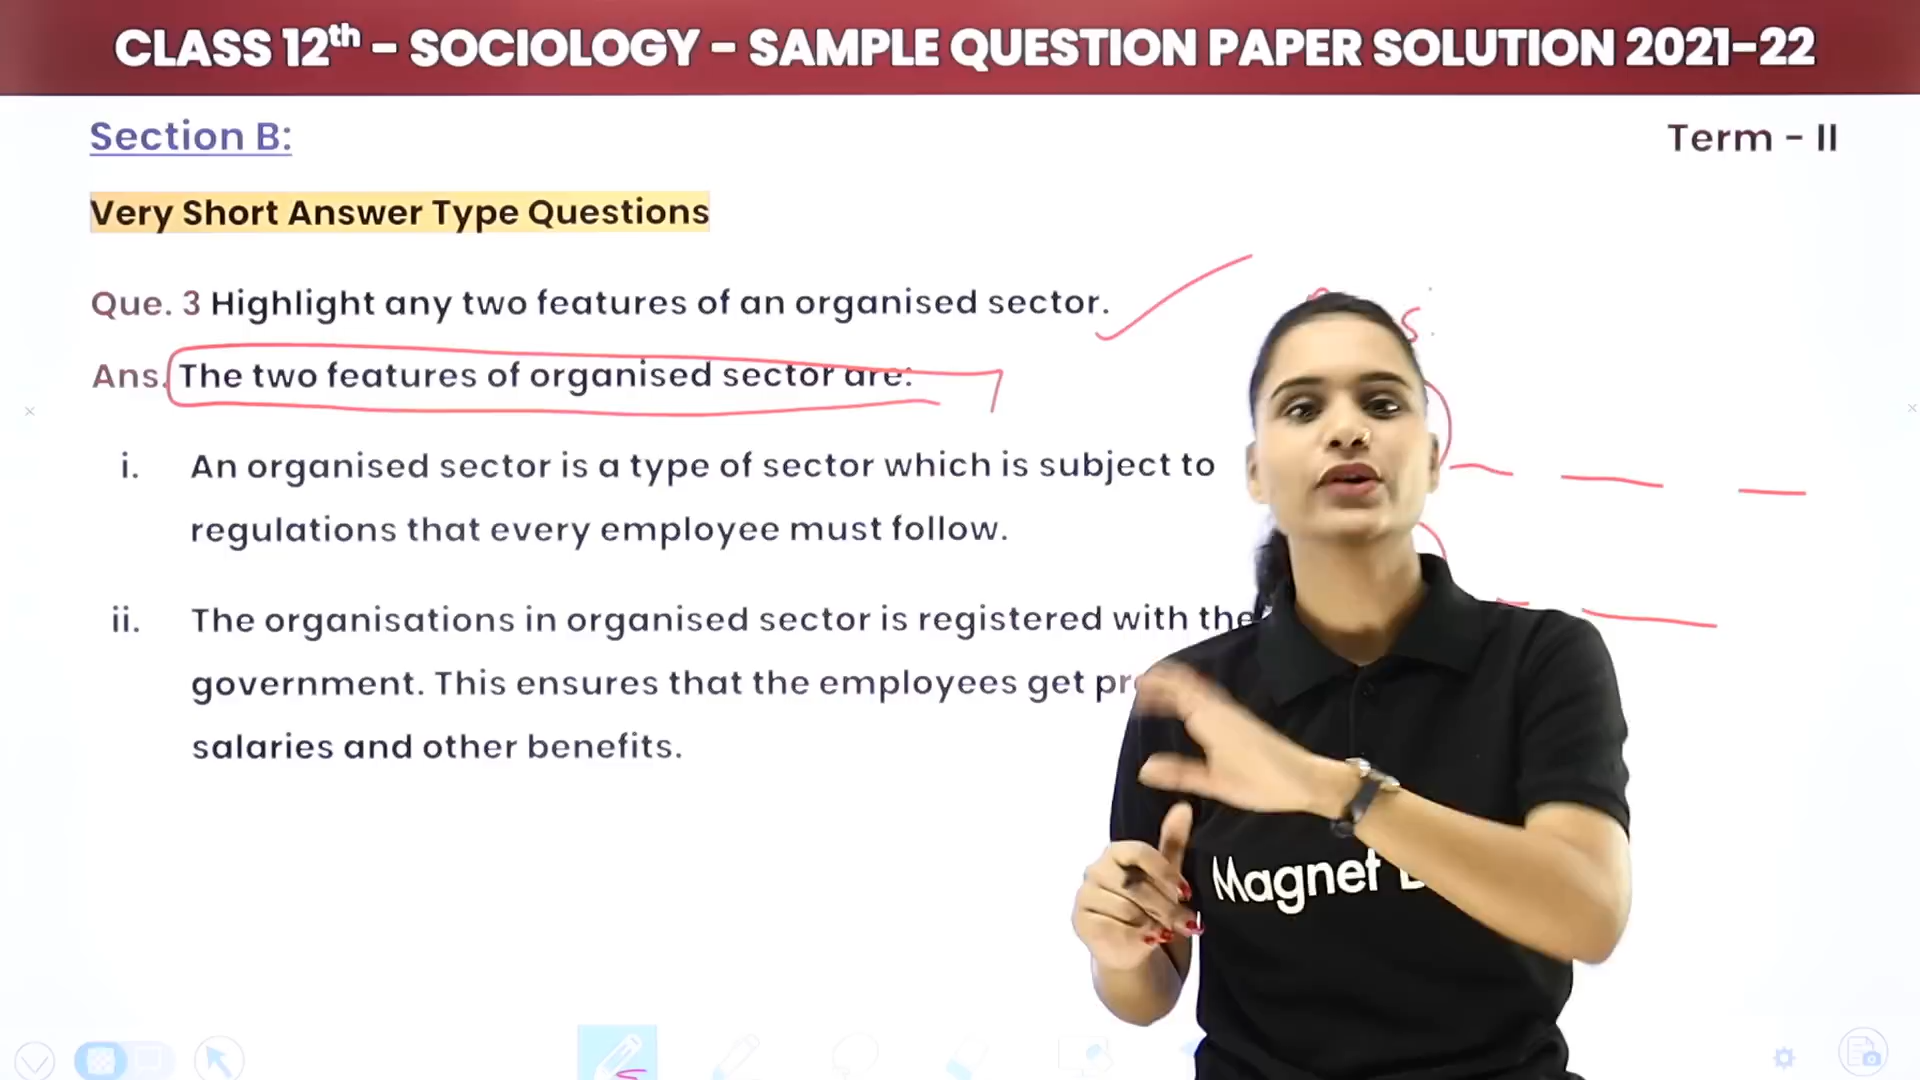 CLASS 12th – SOCIOLOGY – SAMPLE QUESTION PAPER SOLUTION 2021–22
Section B:
Term - II
Very Short Answer Type Questions
Que. 3 Highlight any two features of an organised sector.
Ans. The two features of organised sector are:
i. An organised sector is a type of sector which is subject to
regulations that every employee must follow.
ii. The organisations in organised sector is registered with the
government. This ensures that the employees get
salaries and other benefits.
Magnet